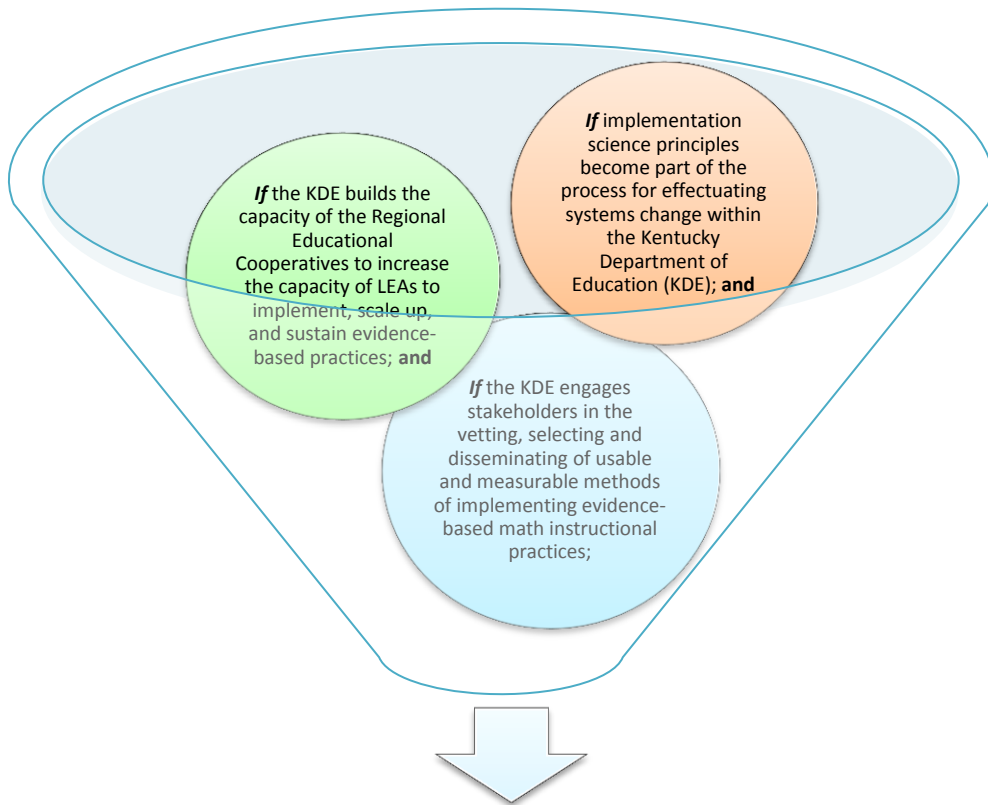 If implementation
science principles
become part of the
process for effectuating
systems change within
the Kentucky
Department of
Education (KDE); and
If the KDE builds the
capacity of the Regional
Educational
Cooperatives to increase
the capacity of LEAs to
implement, scale up,
and sustain evidence-
based practices; and
If the KDE engages
stakeholders in the
vetting, selecting and
disseminating of usable
and measurable methods
of implementing evidence-
based math instructional
practices;